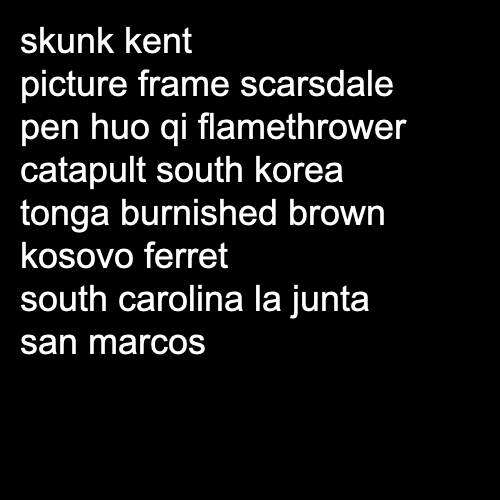 skunk kent
picture frame scarsdale
pen huo qi flamethrower
catapult south korea
tonga burnished brown
kosovo ferret
south carolina la junta
san marcos